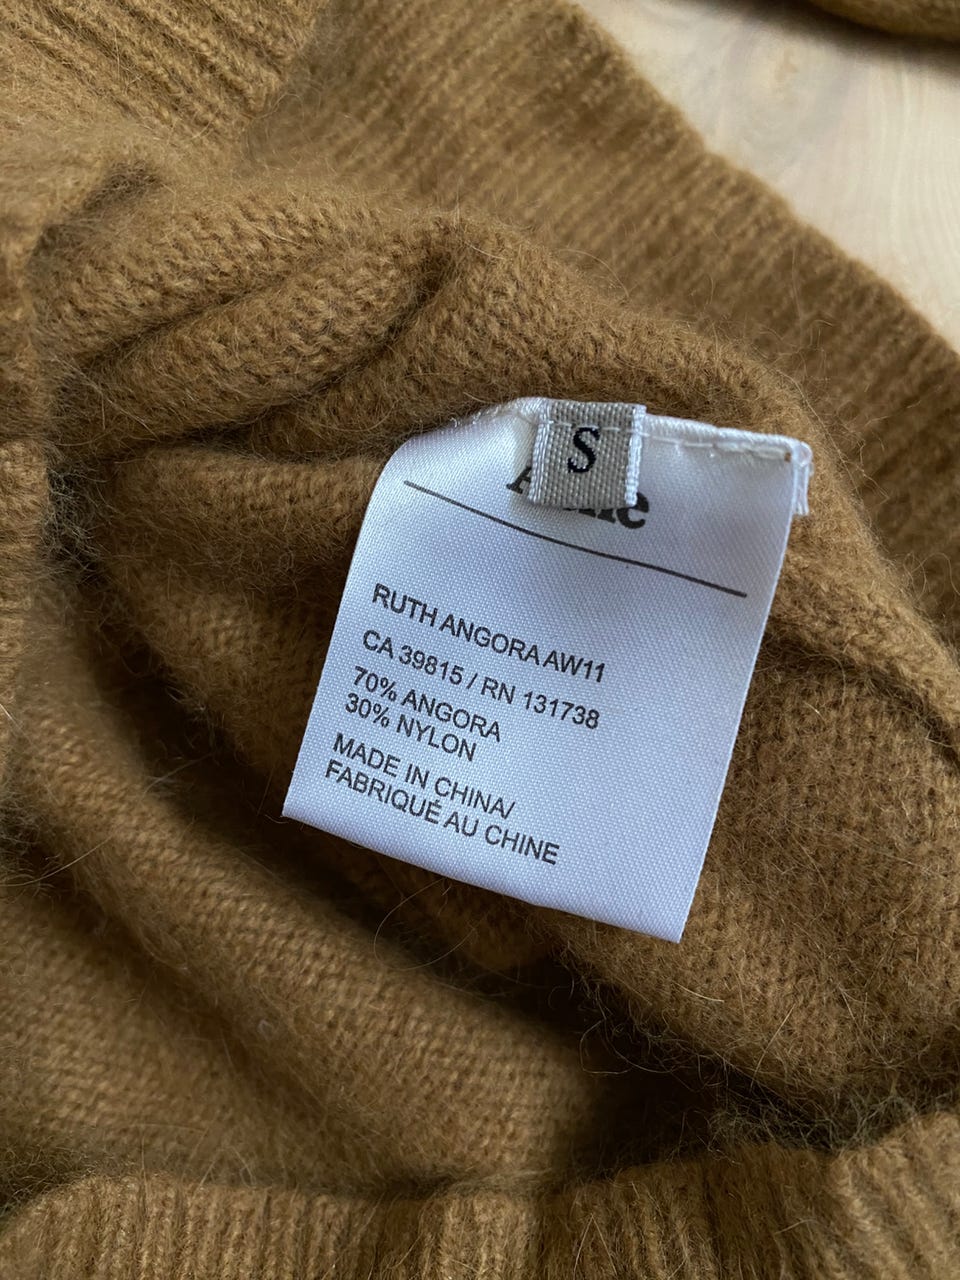 S
RUTH ANGORA AW11
CA 39815 / RN 131738
70% ANGORA
30% NYLON
MADE IN CHINA/
FABRIQUÉ AU CHINE